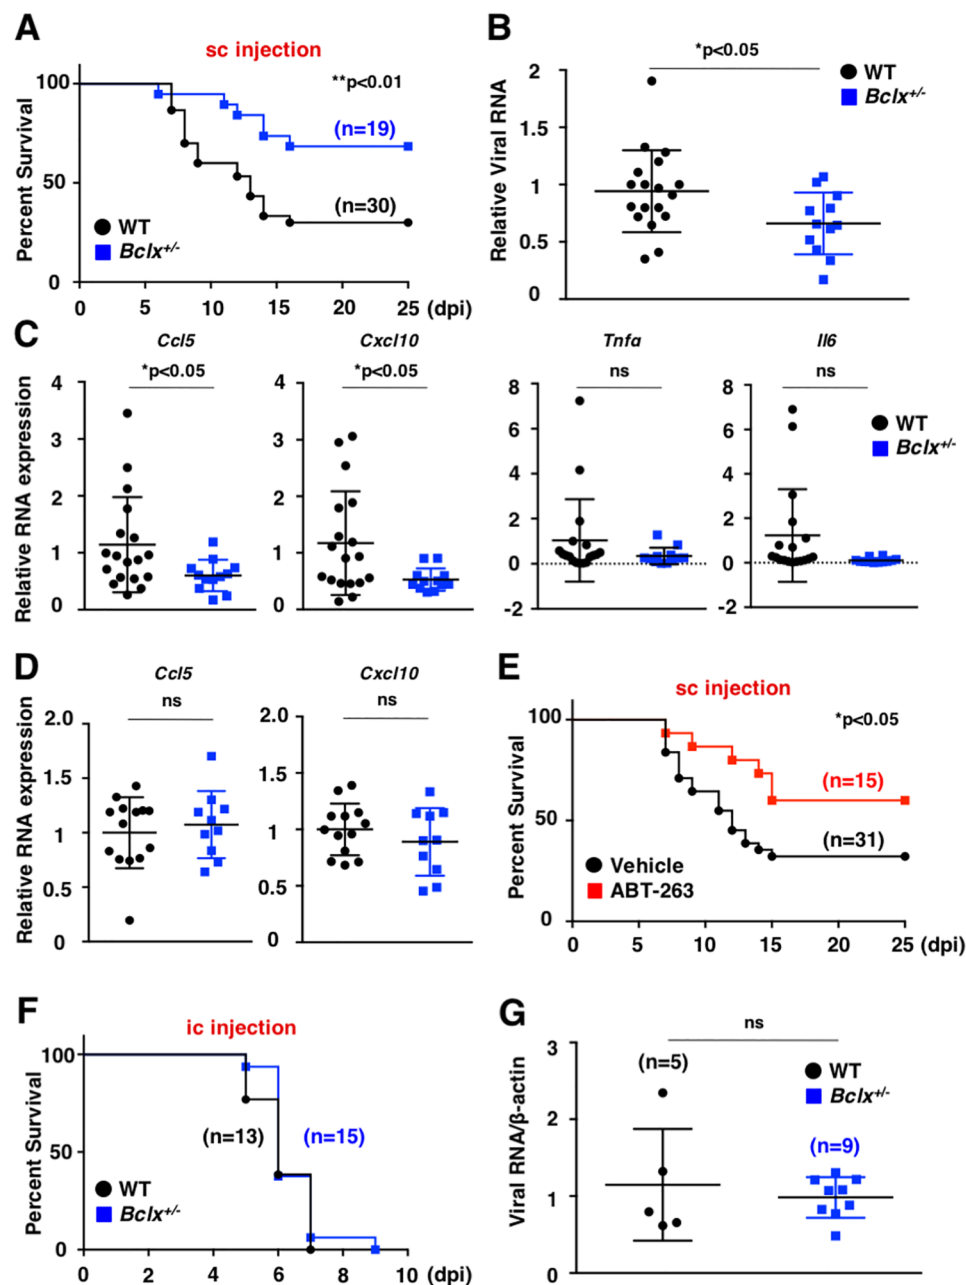 A
sc injection
**p<0.01
(n=19)
(n=30)
Percent Survival
100
50
0
WT
Bclx+/-
0 5 10 15 20 25 (dpi)
B
*p<0.05
WT
Bclx+/-
Relative Viral RNA
2
1.5
1
0.5
0
C
Ccl5
*p<0.05
Relative RNA expression
4
3
2
1
0
Cxcl10
*p<0.05
4
3
2
1
0
Tnfα
ns
8
6
4
2
0
-2
Il6
ns
8
6
4
2
0
-2
WT
Bclx+/-
D
Ccl5
ns
Relative RNA expression
2.0
1.5
1
0.5
0
Cxcl10
ns
2.0
1.5
1
0.5
0
E
sc injection
*p<0.05
(n=15)
(n=31)
Percent Survival
100
50
0
Vehicle
ABT-263
0 5 10 15 20 25 (dpi)
F
ic injection
Percent Survival
100
50
0
(n=13) (n=15)
WT
Bclx+/-
0 2 4 6 8 10 (dpi)
G
ns
(n=5)
WT
Bclx+/-
(n=9)
Viral RNA/β-actin
3
2
1
0